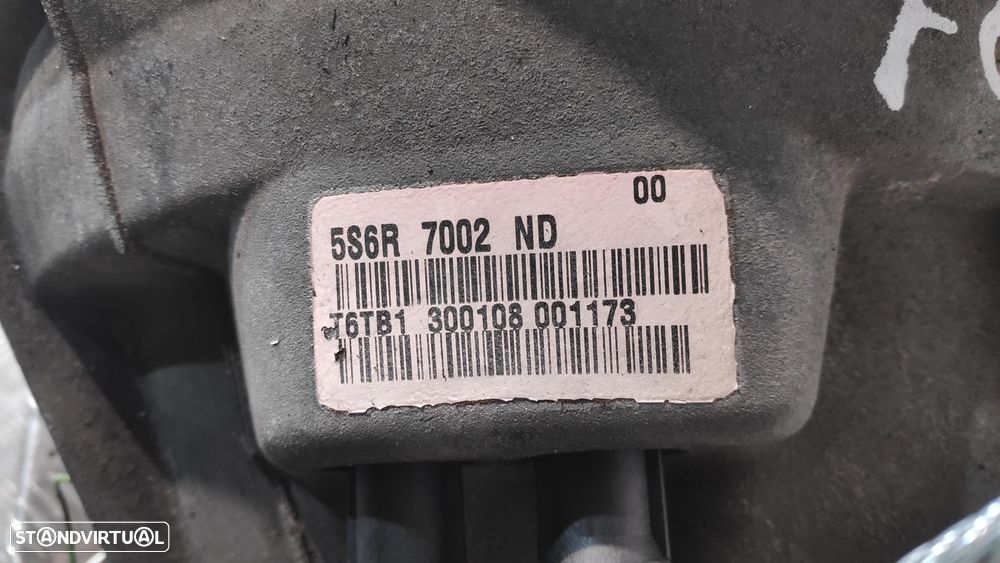 00
5S6R 7002 ND
T6TB1 300108 001173
STANDVIRTUAL